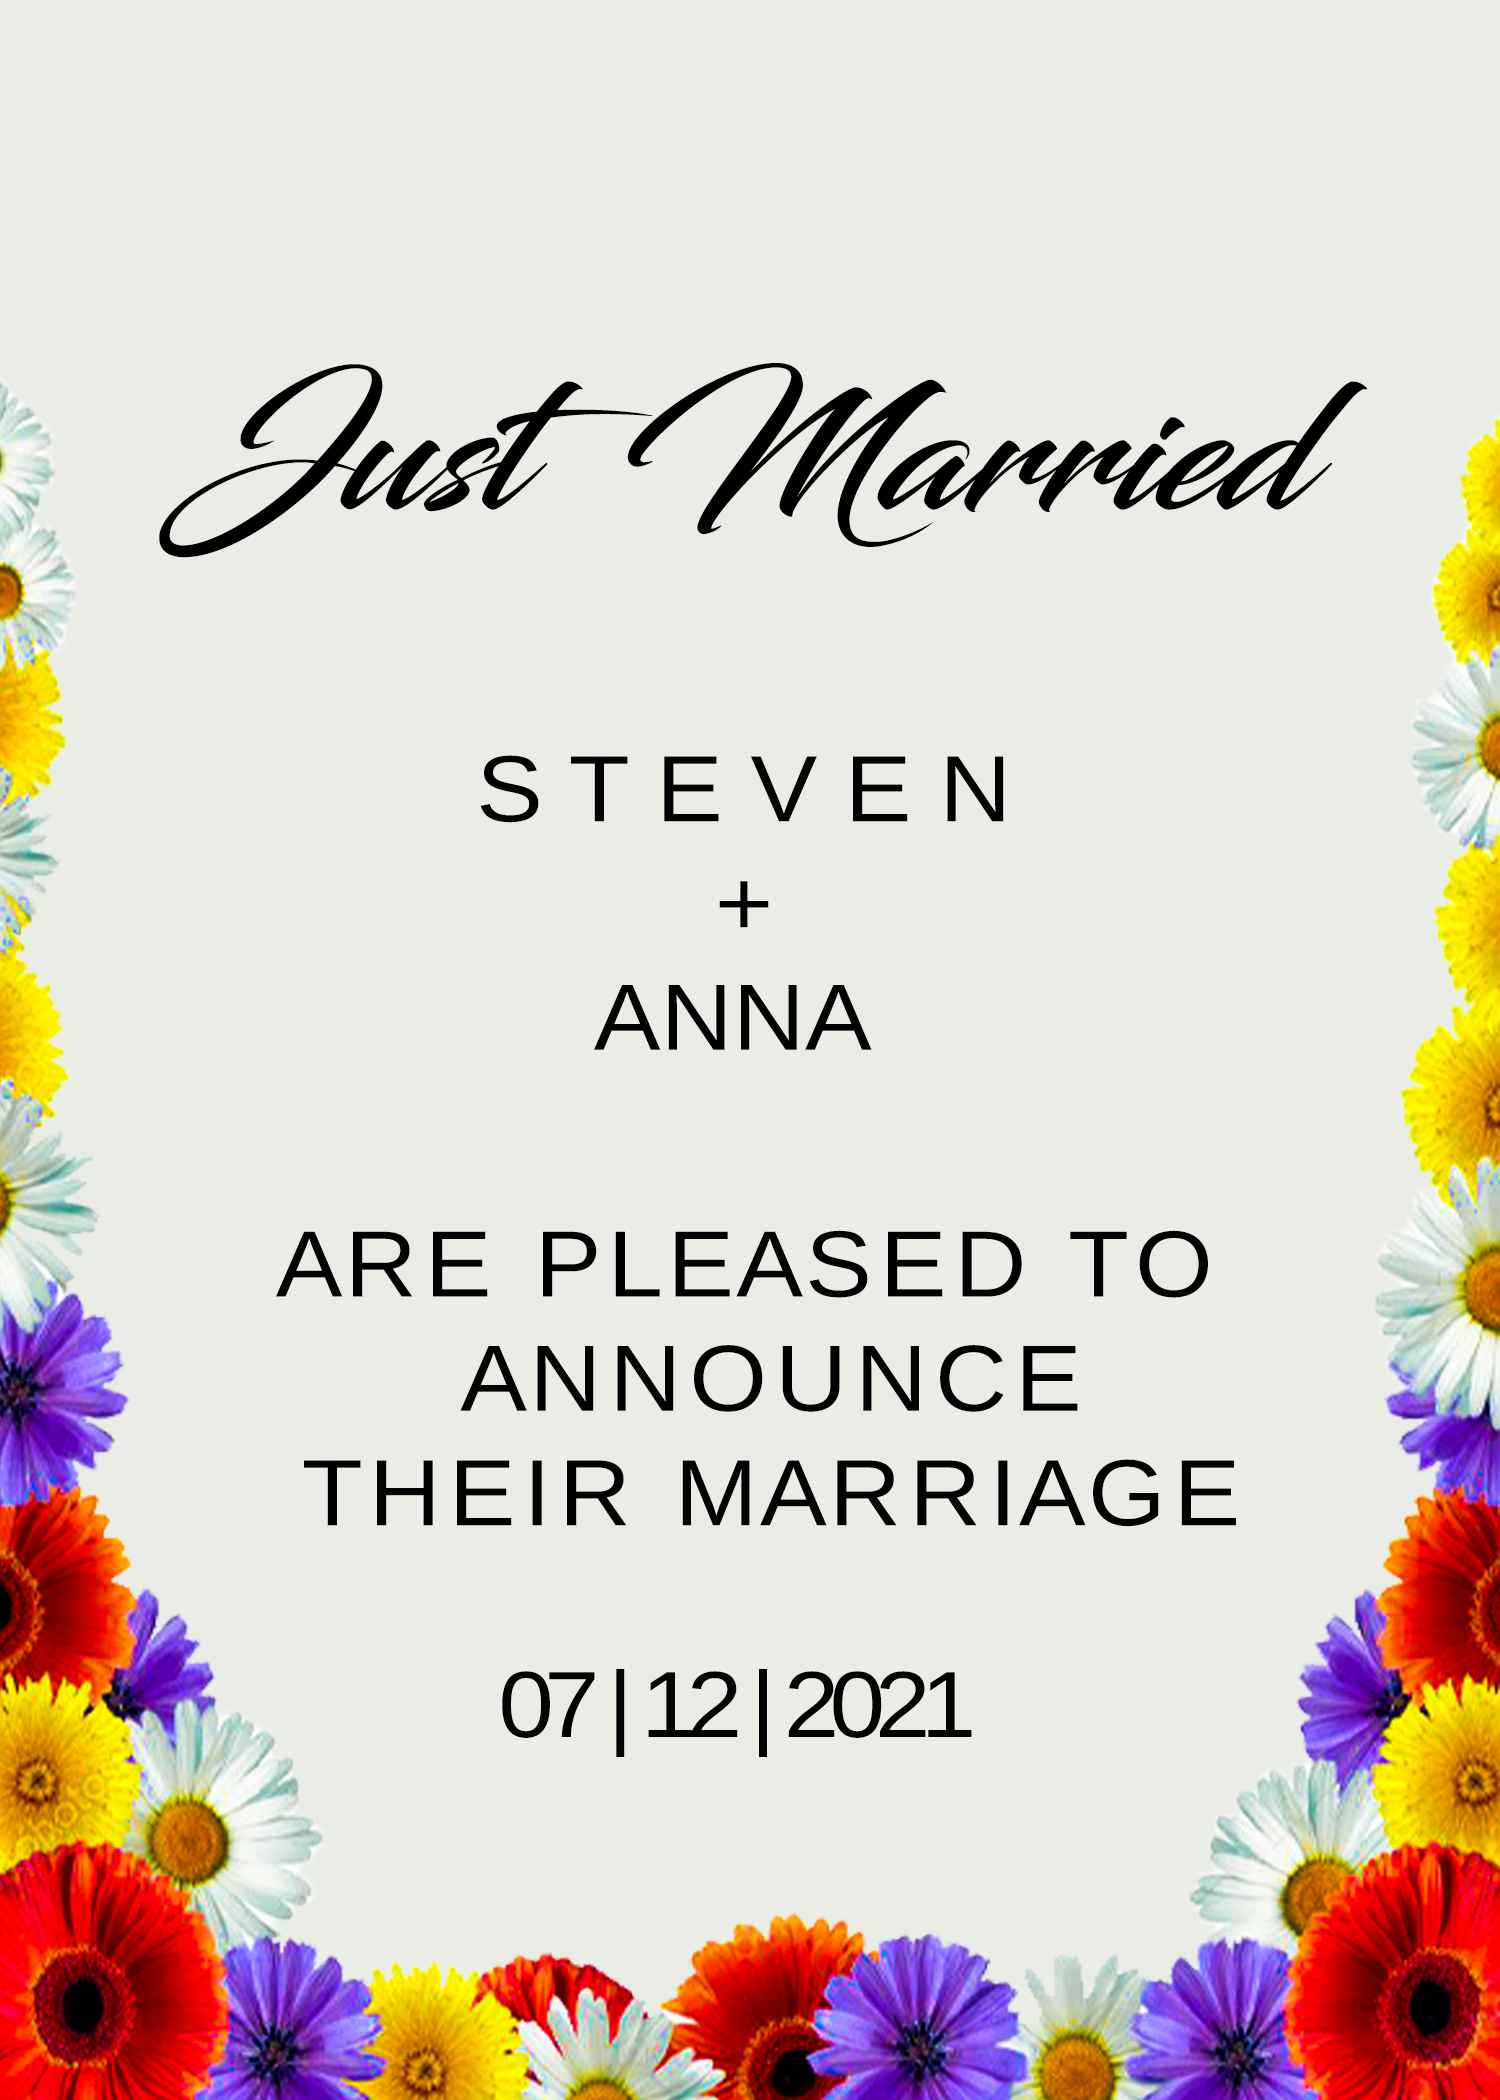 Just Married
STEVEN
+
ANNA
ARE PLEASED TO
ANNOUNCE
THEIR MARRIAGE
07|12|2021